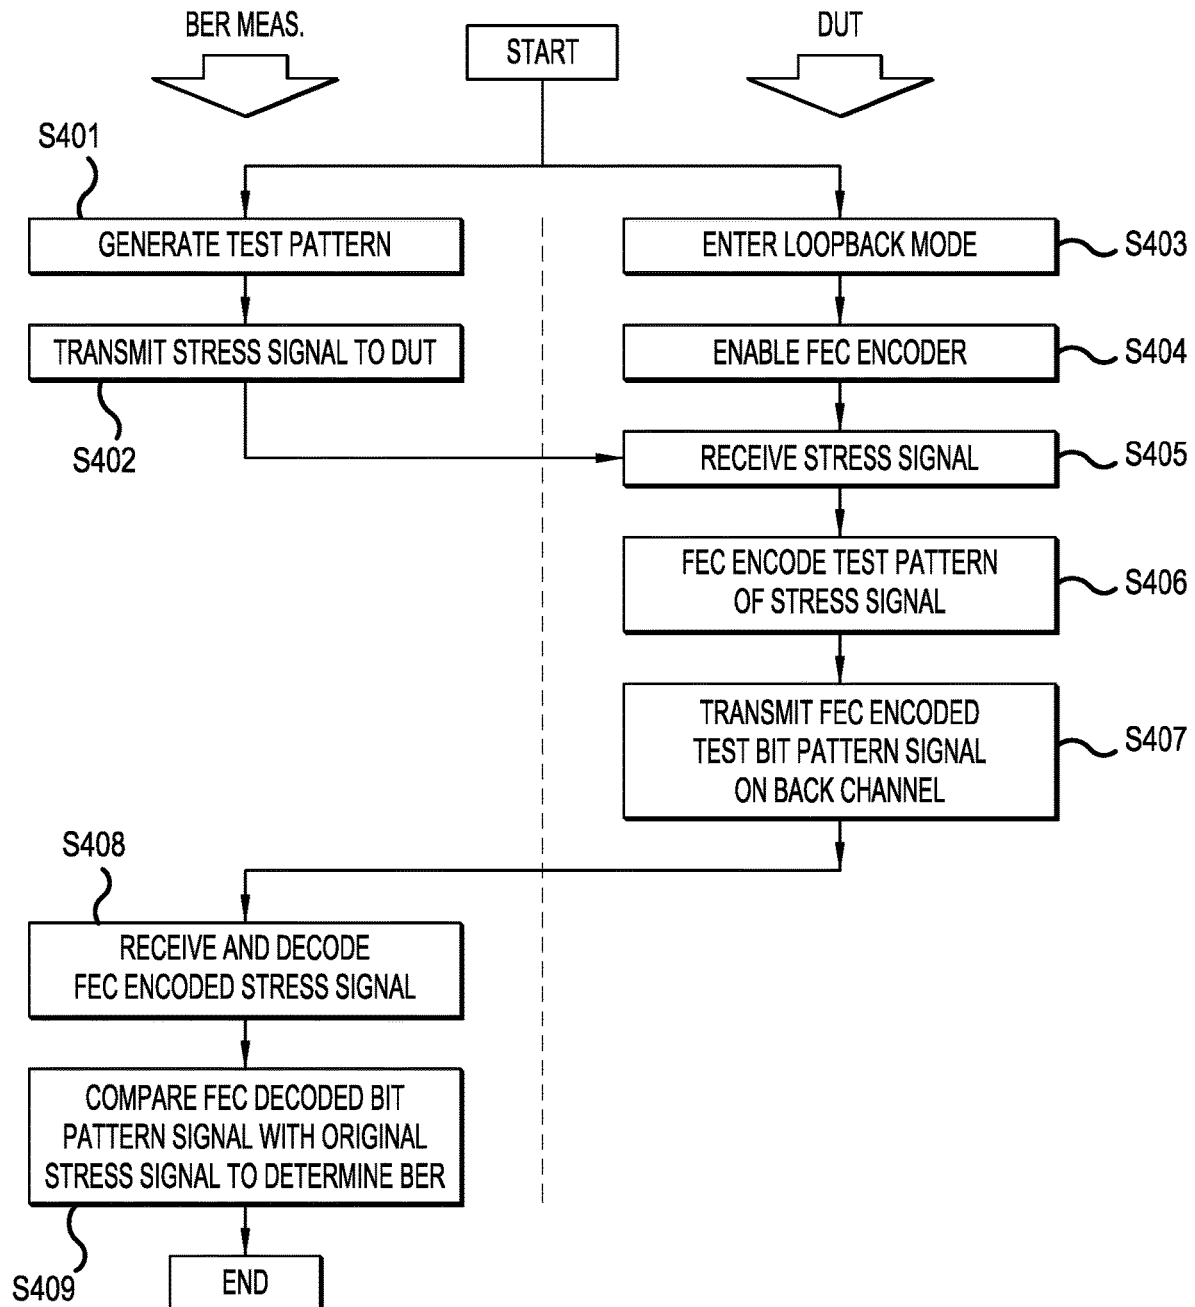 BER MEAS.
START
DUT
S401
GENERATE TEST PATTERN
ENTER LOOPBACK MODE
S403
TRANSMIT STRESS SIGNAL TO DUT
ENABLE FEC ENCODER
S404
S402
RECEIVE STRESS SIGNAL
S405
FEC ENCODE TEST PATTERN
OF STRESS SIGNAL
S406
TRANSMIT FEC ENCODED
TEST BIT PATTERN SIGNAL
ON BACK CHANNEL
S407
S408
RECEIVE AND DECODE
FEC ENCODED STRESS SIGNAL
COMPARE FEC DECODED BIT
PATTERN SIGNAL WITH ORIGINAL
STRESS SIGNAL TO DETERMINE BER
S409
END